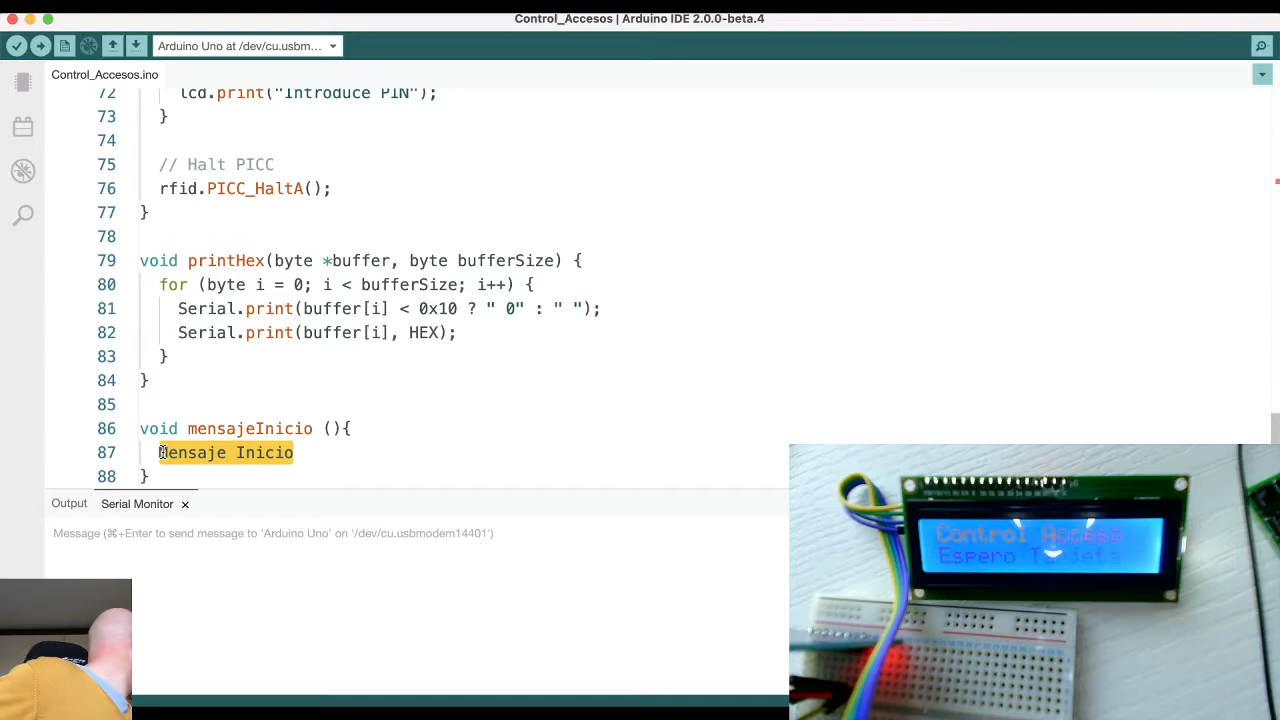 Control_Accesos | Arduino IDE 2.0.0-beta.4
Arduino Uno at /dev/cu.usbm...
Control_Accesos.ino
72 lcd.print("Introduce PIN");
73 }
74
75 // Halt PICC
76 rfid.PICC_HaltA();
77 }
78
79 void printHex(byte *buffer, byte bufferSize) {
80 for (byte i = 0; i < bufferSize; i++) {
81 Serial.print(buffer[i] < 0x10 ? " 0" : " ");
82 Serial.print(buffer[i], HEX);
83 }
84 }
85
86 void mensajeInicio (){
87 Mensaje Inicio
88 }
Output Serial Monitor
Message (⌘+Enter to send message to 'Arduino Uno' on '/dev/cu.usbmodem14401')
Control Acceso
Espero Tarjeta